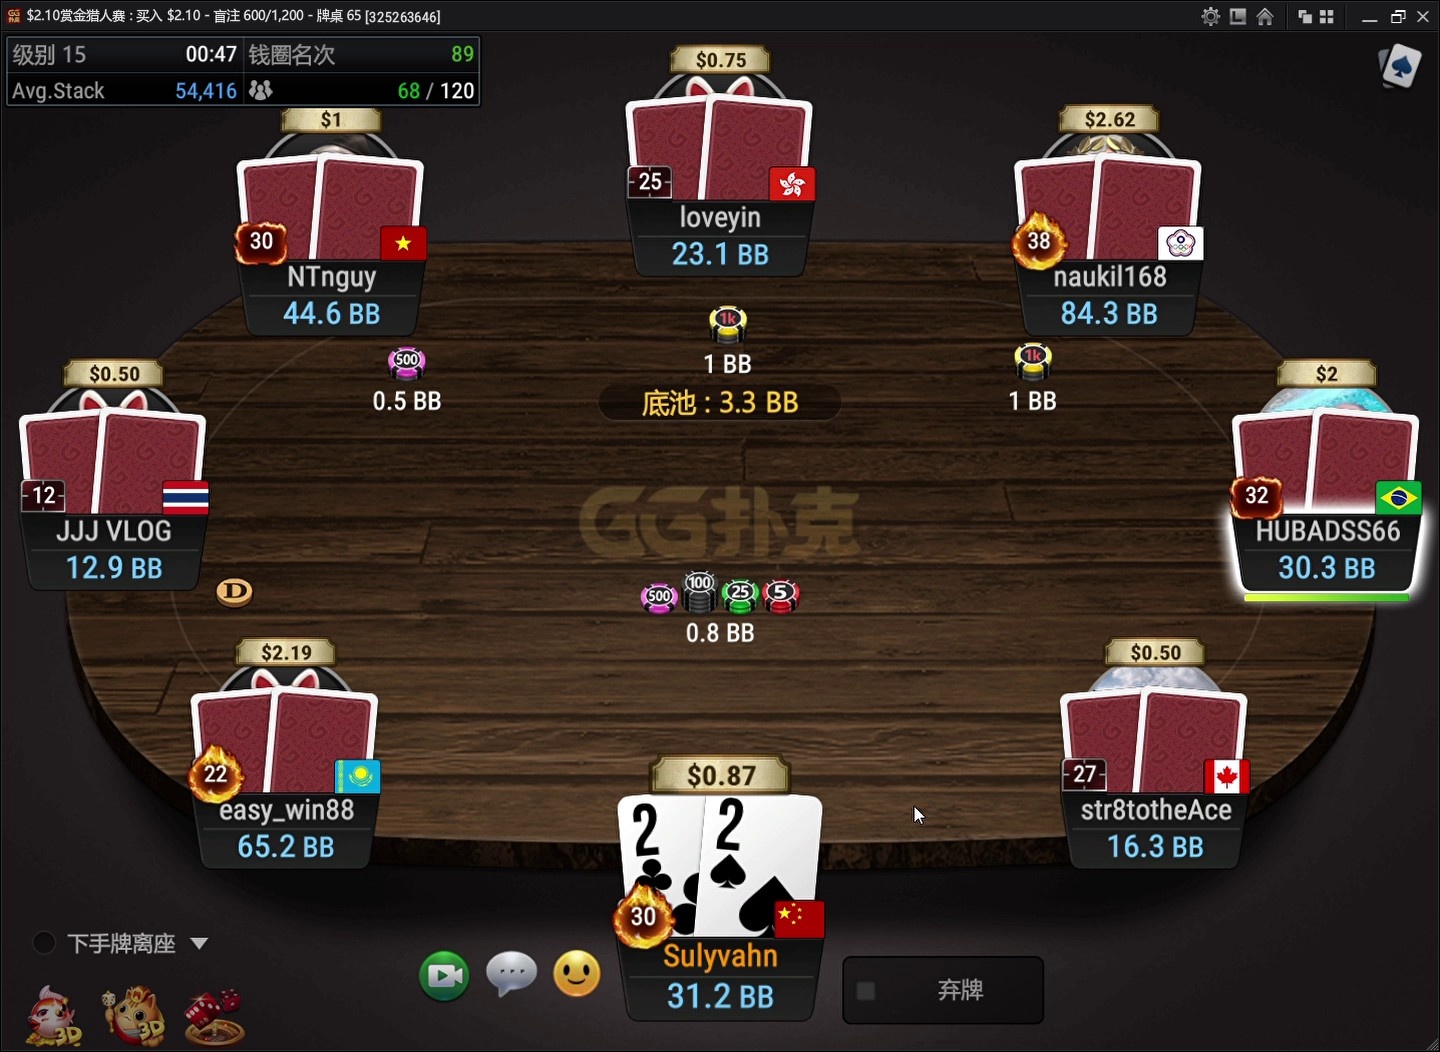 $2.10赏金猎人赛 : 买入 $2.10 - 盲注 600/1,200 - 牌桌 65 [325263646]
级别 15 00:47 钱圈名次 89
Avg.Stack 54,416 68 / 120
$0.75
25
loveyin
23.1 BB
$1
30
NTnguy
44.6 BB
$2.62
38
naukil168
84.3 BB
500
0.5 BB
1k
1 BB
1k
1 BB
底池 : 3.3 BB
$0.50
12
JJJ VLOG
12.9 BB
$2
32
HUBADSS66
30.3 BB
GG扑克
D
500 100 25 5
0.8 BB
$2.19
22
easy_win88
65.2 BB
$0.50
27
str8totheAce
16.3 BB
$0.87
2 2
30
Sulyvahn
31.2 BB
下手牌离座
弃牌
3D 3D